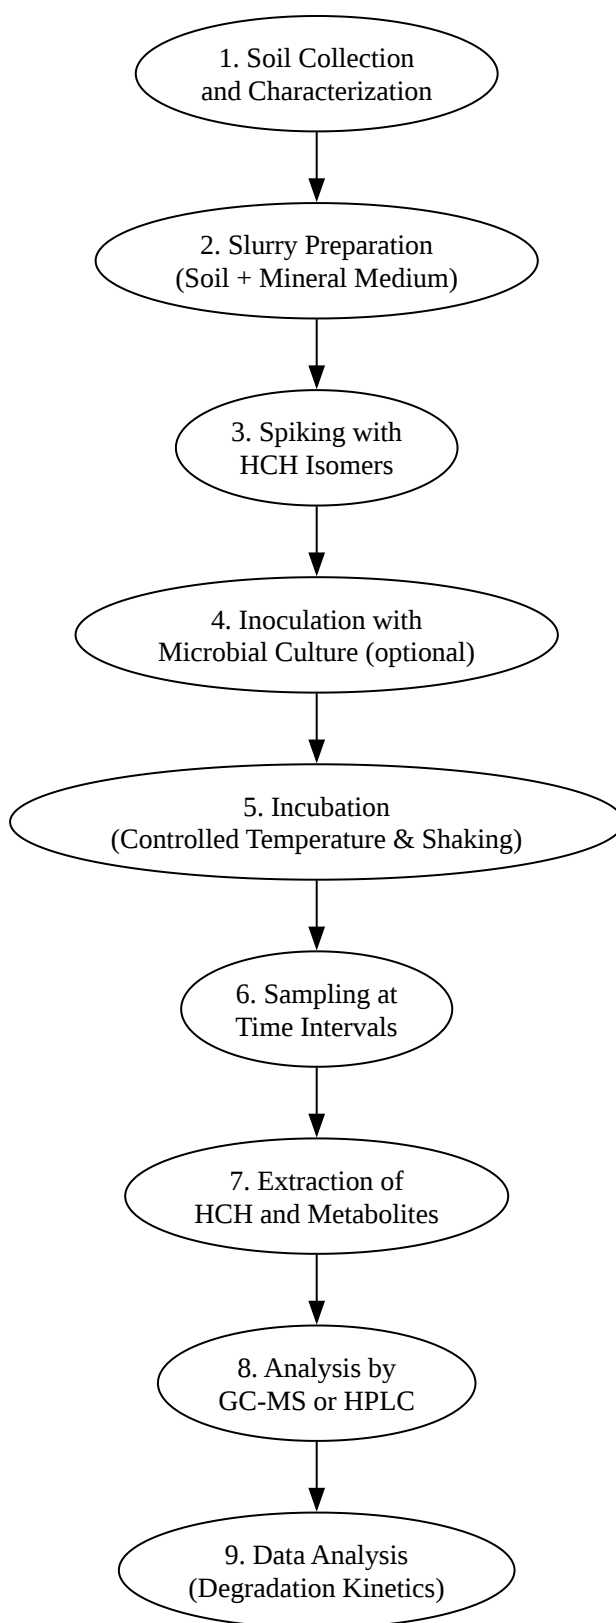 1. Soil Collection
and Characterization
2. Slurry Preparation
(Soil + Mineral Medium)
3. Spiking with
HCH Isomers
4. Inoculation with
Microbial Culture (optional)
5. Incubation
(Controlled Temperature & Shaking)
6. Sampling at
Time Intervals
7. Extraction of
HCH and Metabolites
8. Analysis by
GC-MS or HPLC
9. Data Analysis
(Degradation Kinetics)